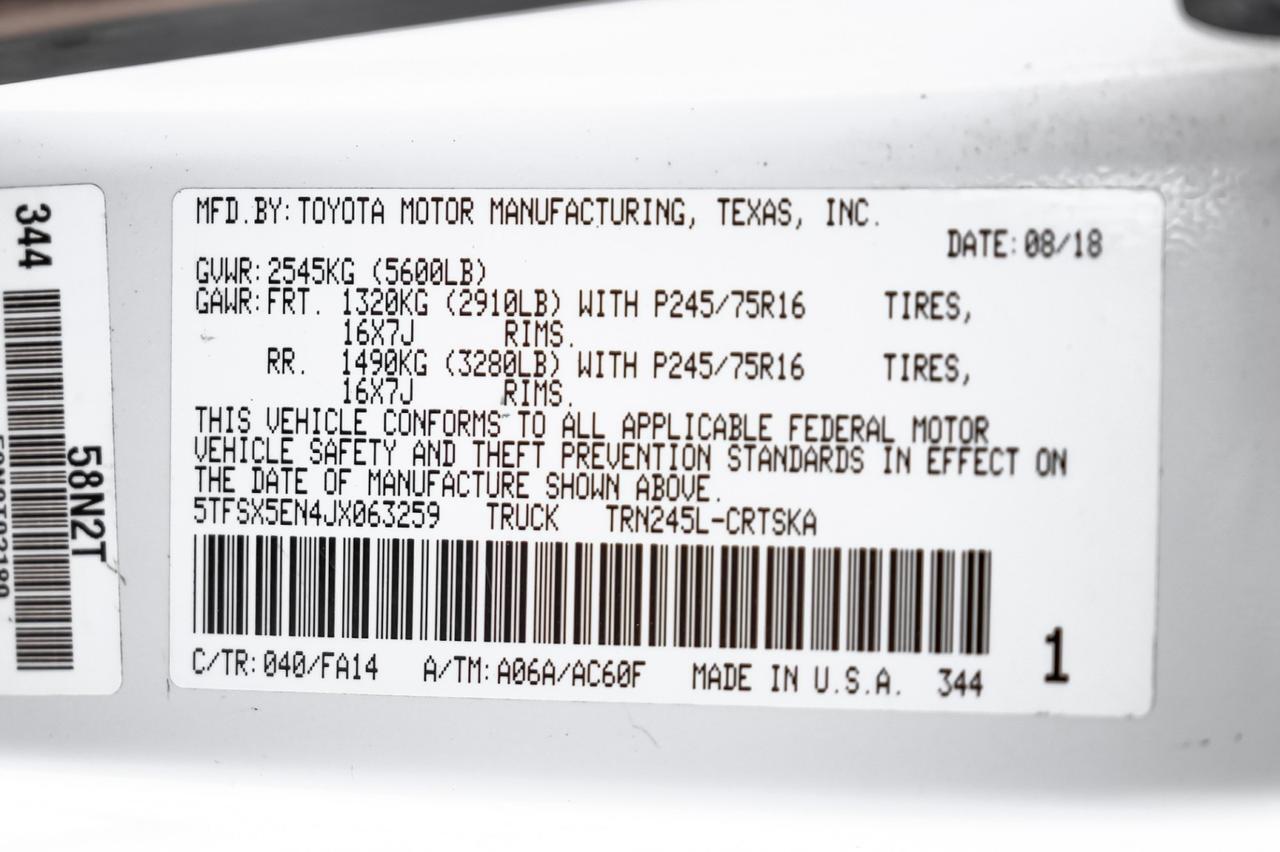 344
58N2T
MFD.BY:TOYOTA MOTOR MANUFACTURING, TEXAS, INC.
DATE:08/18
GVWR:2545KG (5600LB)
GAWR:FRT. 1320KG (2910LB) WITH P245/75R16 TIRES,
16X7J RIMS.
RR. 1490KG (3280LB) WITH P245/75R16 TIRES,
16X7J RIMS.
THIS VEHICLE CONFORMS TO ALL APPLICABLE FEDERAL MOTOR
VEHICLE SAFETY AND THEFT PREVENTION STANDARDS IN EFFECT ON
THE DATE OF MANUFACTURE SHOWN ABOVE.
5TFSX5EN4JX063259 TRUCK TRN245L-CRTSKA
C/TR:040/FA14 A/TM:A06A/AC60F MADE IN U.S.A. 344 1